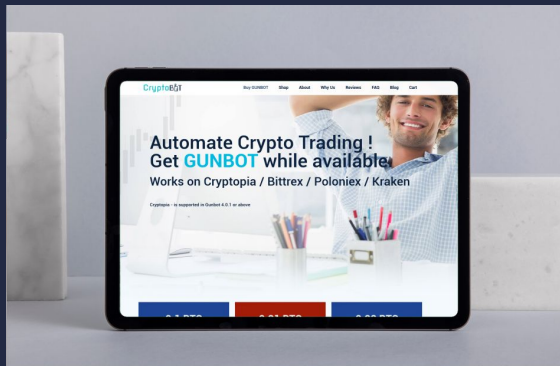 CryptoBOT
Buy GUNBOT Shop About Why Us Reviews FAQ Blog Cart
Automate Crypto Trading !
Get GUNBOT while available.
Works on Cryptopia / Bittrex / Poloniex / Kraken
Cryptopia - is supported in Gunbot 4.0.1 or above